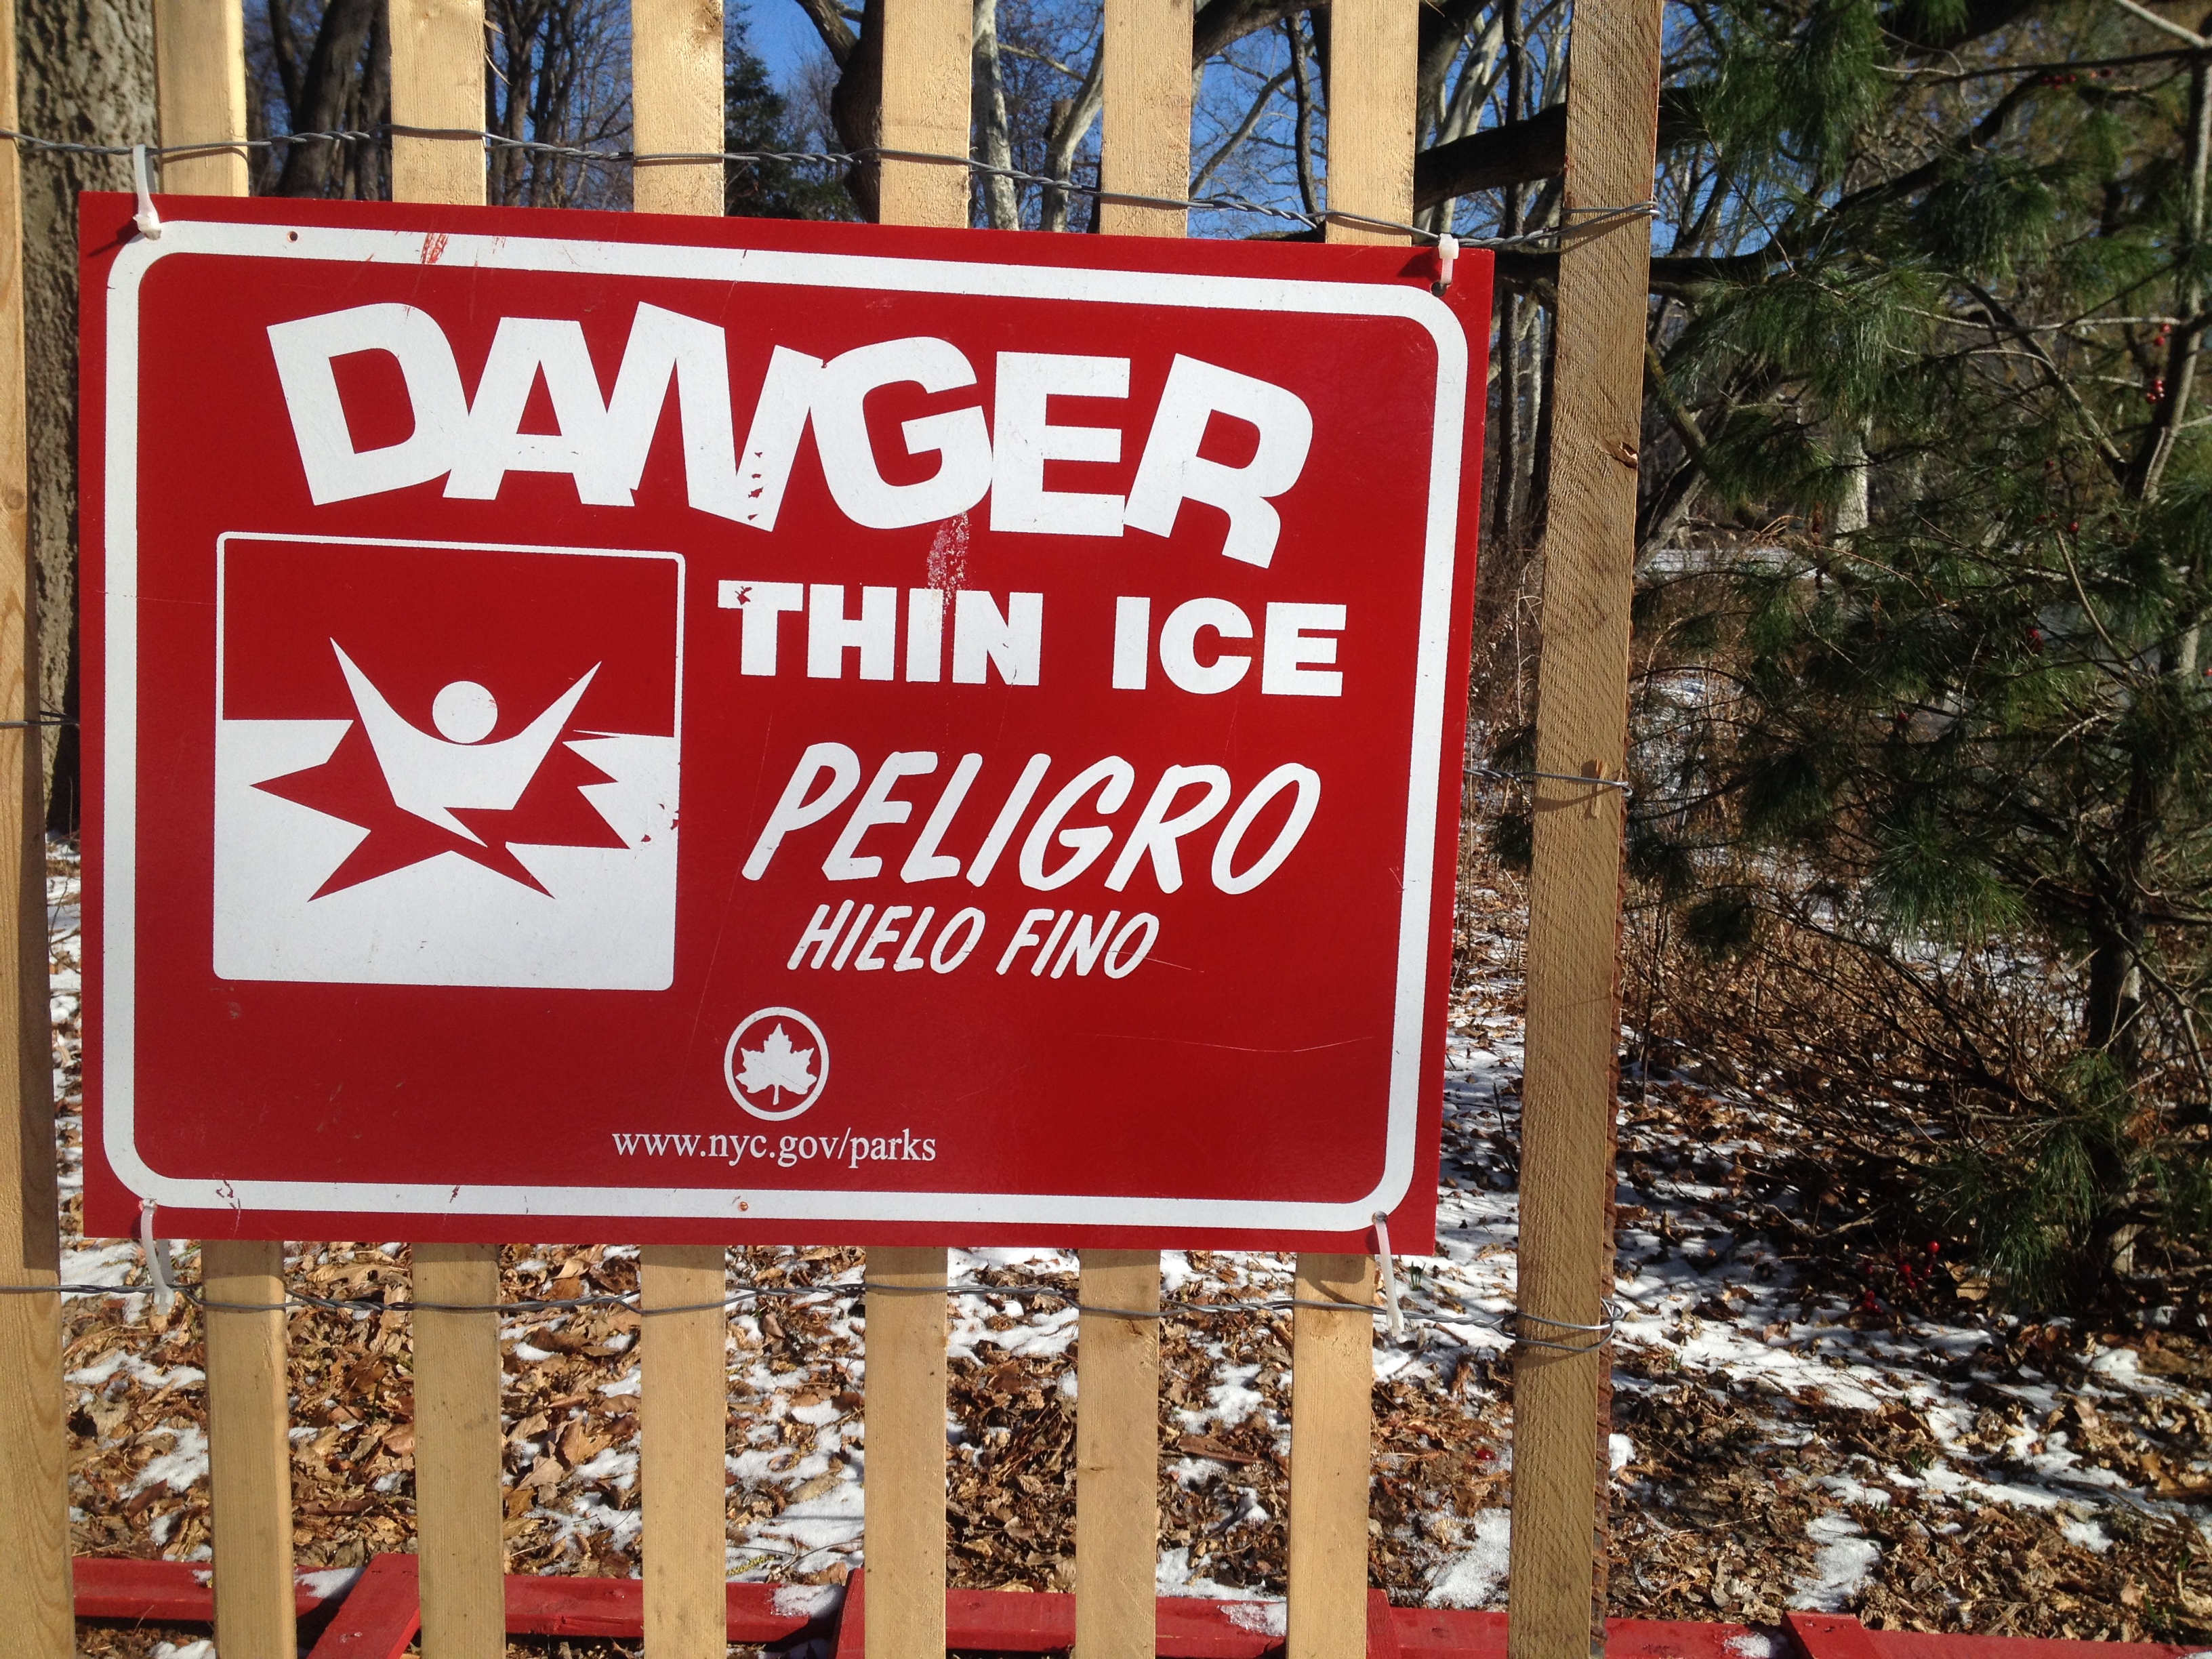 DANGER
THIN ICE
PELIGRO
HIELO FINO
www.nyc.gov/parks